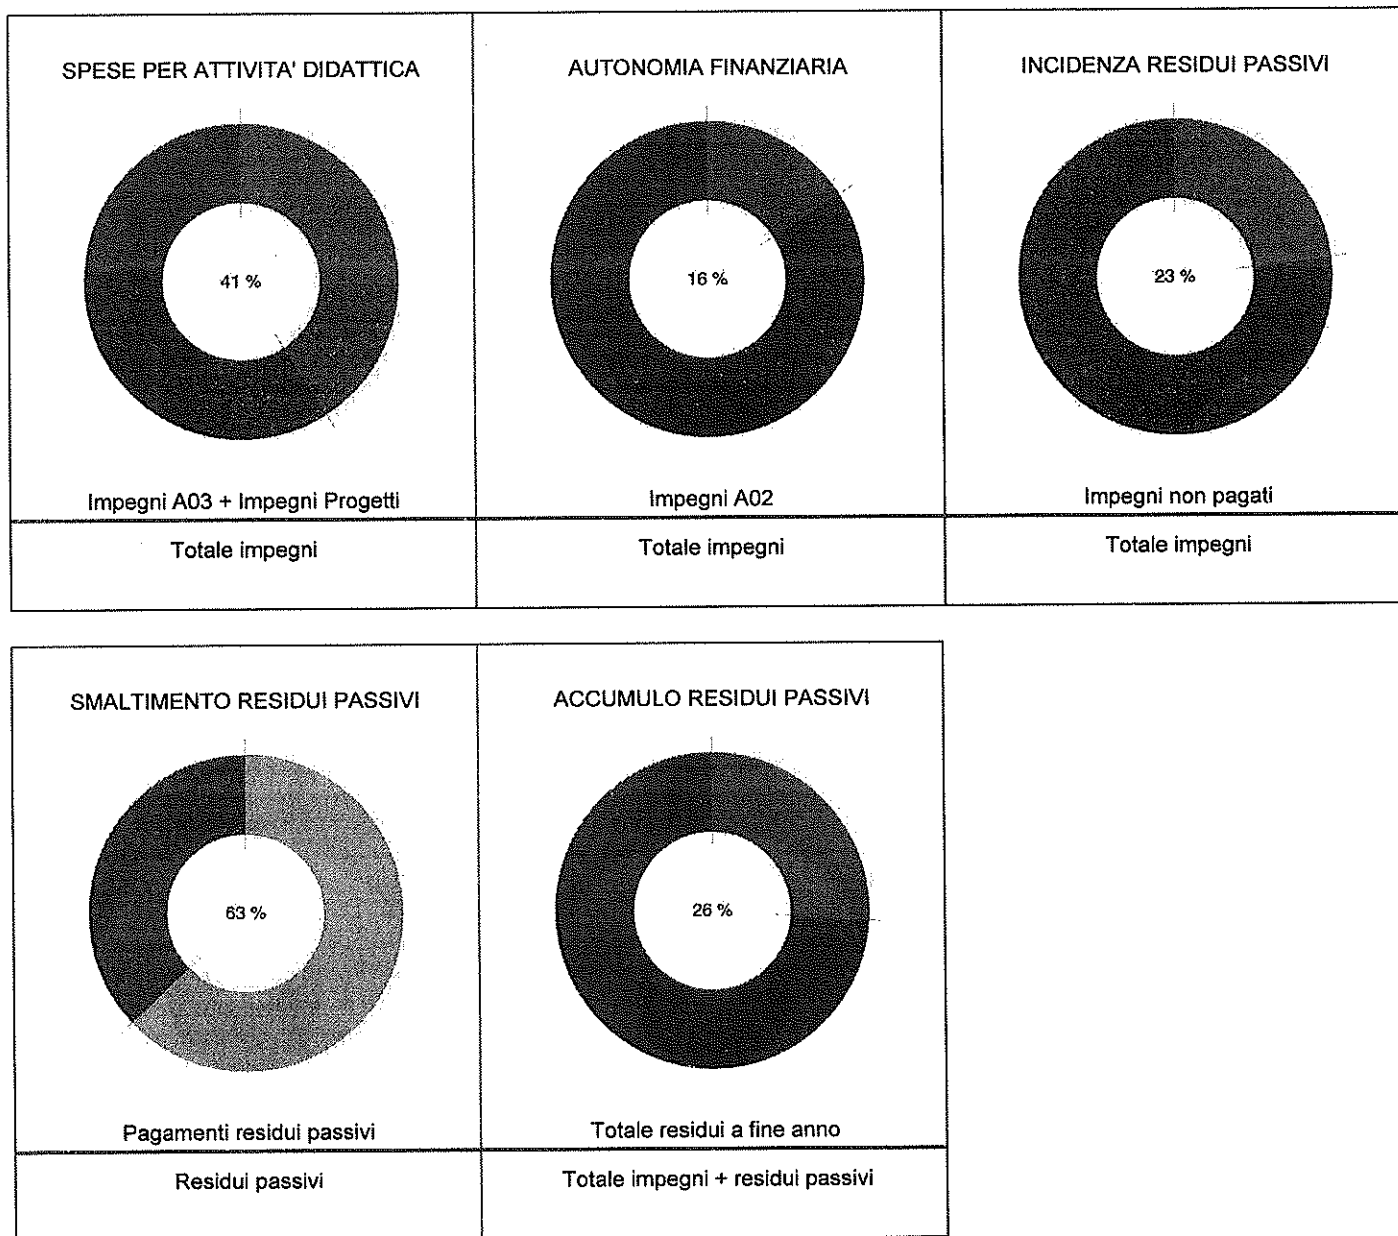 SPESE PER ATTIVITA' DIDATTICA
41 %
Impegni A03 + Impegni Progetti
Totale impegni
AUTONOMIA FINANZIARIA
16 %
Impegni A02
Totale impegni
INCIDENZA RESIDUI PASSIVI
23 %
Impegni non pagati
Totale impegni
SMALTIMENTO RESIDUI PASSIVI
63 %
Pagamenti residui passivi
Residui passivi
ACCUMULO RESIDUI PASSIVI
26 %
Totale residui a fine anno
Totale impegni + residui passivi